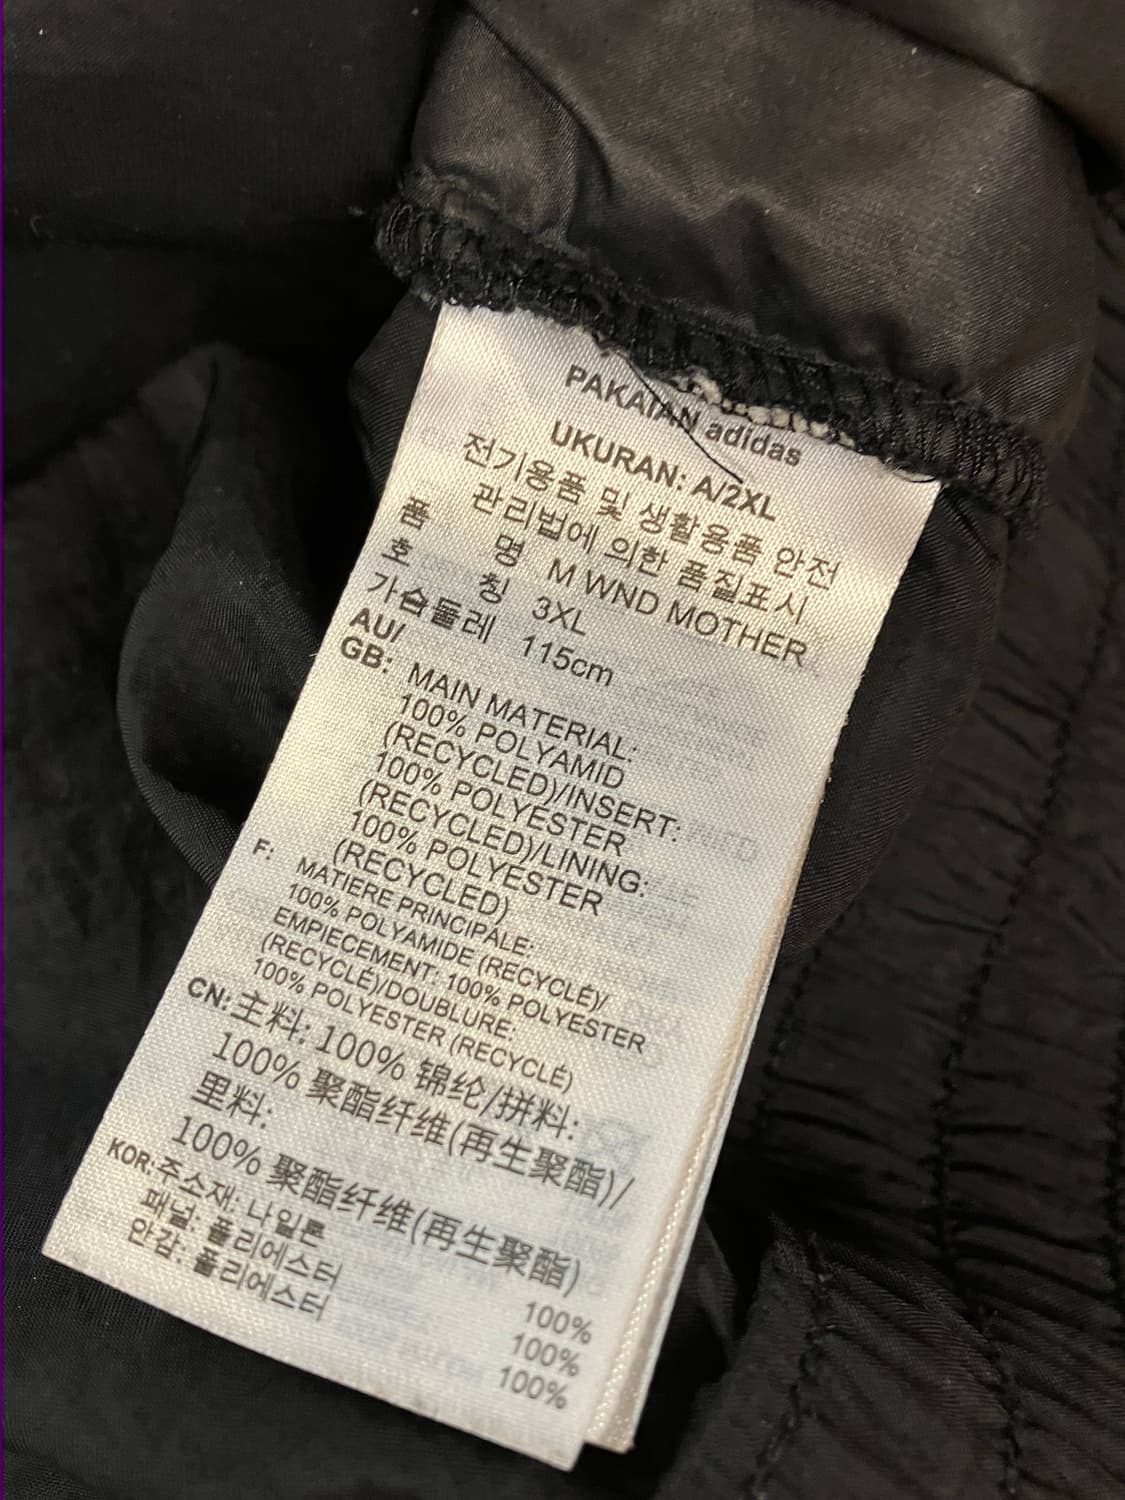 PAKAIAN adidas
UKURAN: A/2XL
전기용품 및 생활용품 안전
관리법에 의한 품질표시
품 명 M WND MOTHER
호 칭 3XL
가슴둘레 115cm
AU/
GB: MAIN MATERIAL:
100% POLYAMID
(RECYCLED)/INSERT:
100% POLYESTER
(RECYCLED)/LINING:
100% POLYESTER
(RECYCLED)
F: MATIERE PRINCIPALE:
100% POLYAMIDE (RECYCLÉ)/
EMPIECEMENT: 100% POLYESTER
(RECYCLÉ)/DOUBLURE:
100% POLYESTER (RECYCLÉ)
CN: 主料: 100% 锦纶/拼料:
100% 聚酯纤维(再生聚酯)/
里料:
100% 聚酯纤维(再生聚酯)
KOR: 주소재: 나일론 100%
패널: 폴리에스터 100%
안감: 폴리에스터 100%